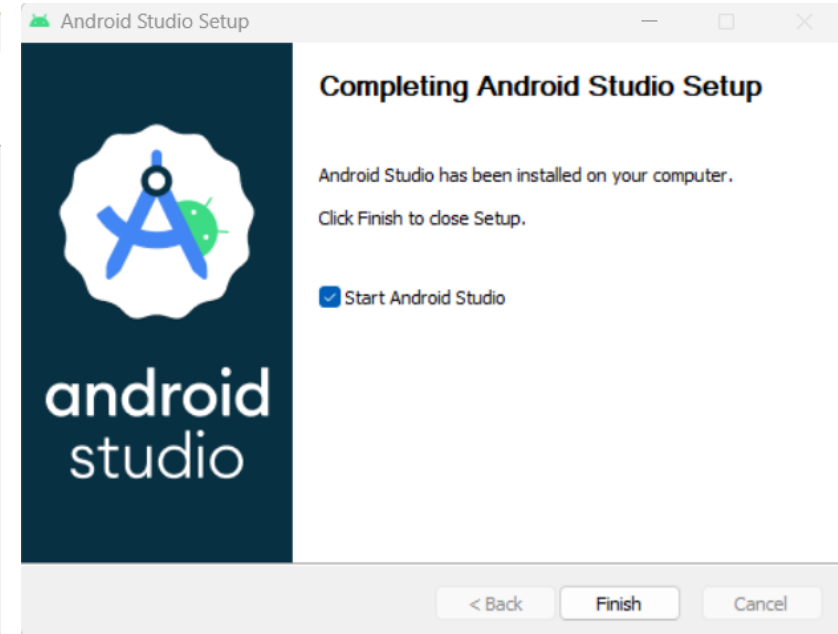 Android Studio Setup
android
studio
Completing Android Studio Setup
Android Studio has been installed on your computer.
Click Finish to close Setup.
Start Android Studio
< Back
Finish
Cancel